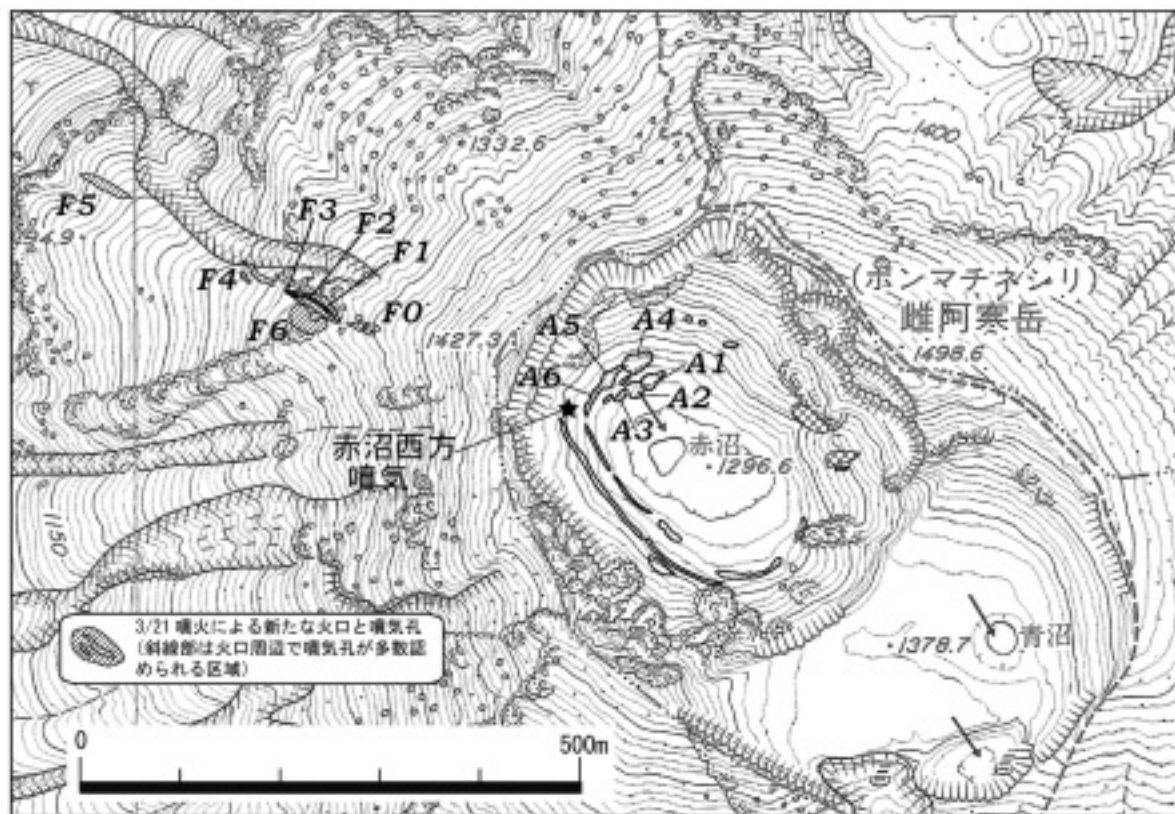 1400
1332.6
F5
F3
F2
F1
F4
F0
F6
(ポンマチネシリ)
雌阿寒岳
1498.6
1427.3
A5
A4
A1
A6
A2
A3
赤沼
1296.6
赤沼西方
噴気
1150
3/21 噴火による新たな火口と噴気孔
(斜線部は火口周辺で噴気孔が多数認
められる区域)
1378.7
青沼
0
500m